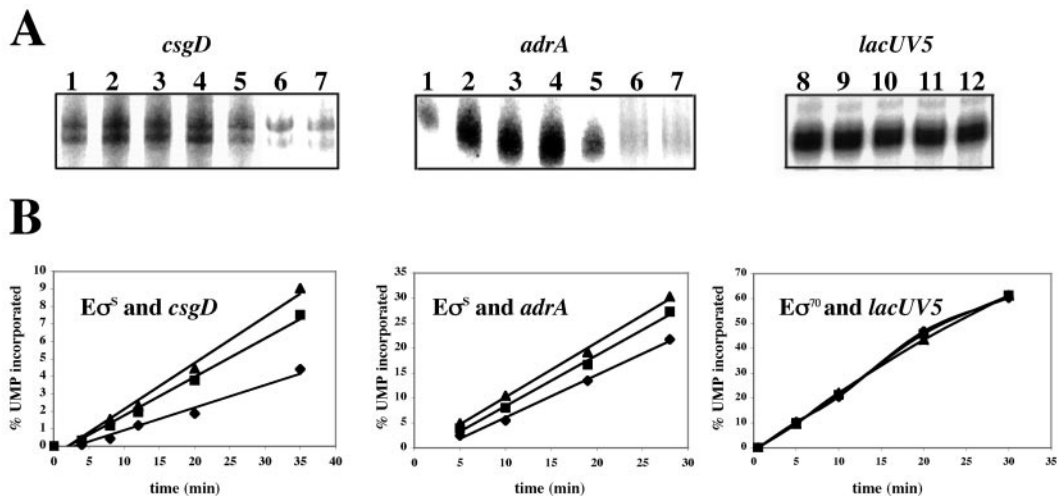 A
csgD
adrA
lacUV5
1 2 3 4 5 6 7
1 2 3 4 5 6 7
8 9 10 11 12
B
Eσ^S and csgD
% UMP incorporated
10
9
8
7
6
5
4
3
2
1
0
0 5 10 15 20 25 30 35 40
time (min)
Eσ^S and adrA
% UMP incorporated
35
30
25
20
15
10
5
0
0 5 10 15 20 25 30
time (min)
Eσ^70 and lacUV5
% UMP incorporated
70
60
50
40
30
20
10
0
0 5 10 15 20 25 30 35
time (min)